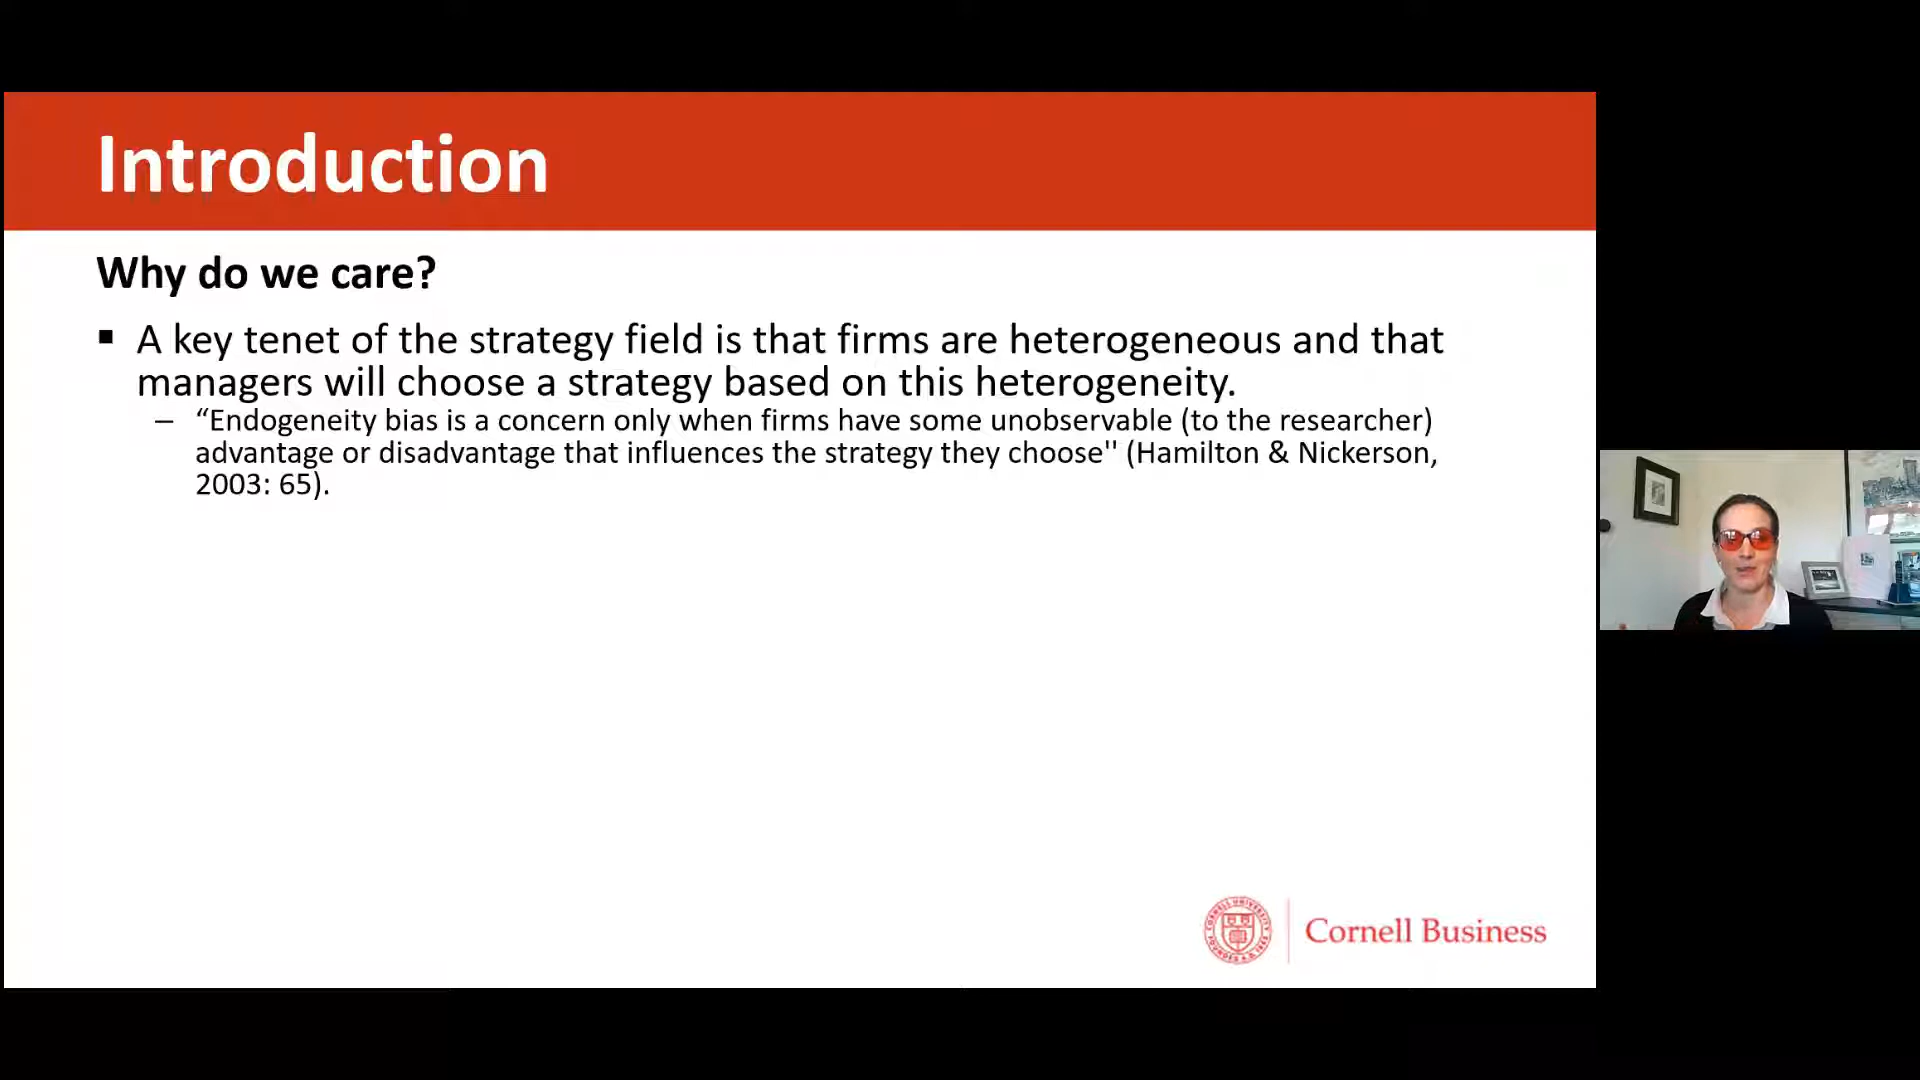 Introduction
Why do we care?
▪ A key tenet of the strategy field is that firms are heterogeneous and that
managers will choose a strategy based on this heterogeneity.
– “Endogeneity bias is a concern only when firms have some unobservable (to the researcher)
advantage or disadvantage that influences the strategy they choose'' (Hamilton & Nickerson,
2003: 65).
Cornell Business